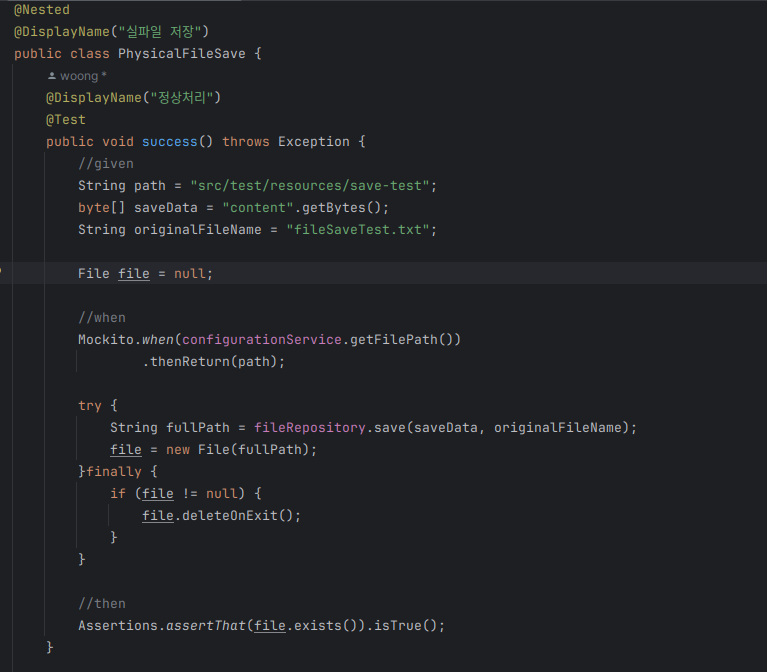 @Nested
@DisplayName("실파일 저장")
public class PhysicalFileSave {
woong *
@DisplayName("정상처리")
@Test
public void success() throws Exception {
//given
String path = "src/test/resources/save-test";
byte[] saveData = "content".getBytes();
String originalFileName = "fileSaveTest.txt";
File file = null;
//when
Mockito.when(configurationService.getFilePath())
.thenReturn(path);
try {
String fullPath = fileRepository.save(saveData, originalFileName);
file = new File(fullPath);
}finally {
if (file != null) {
file.deleteOnExit();
}
}
//then
Assertions.assertThat(file.exists()).isTrue();
}